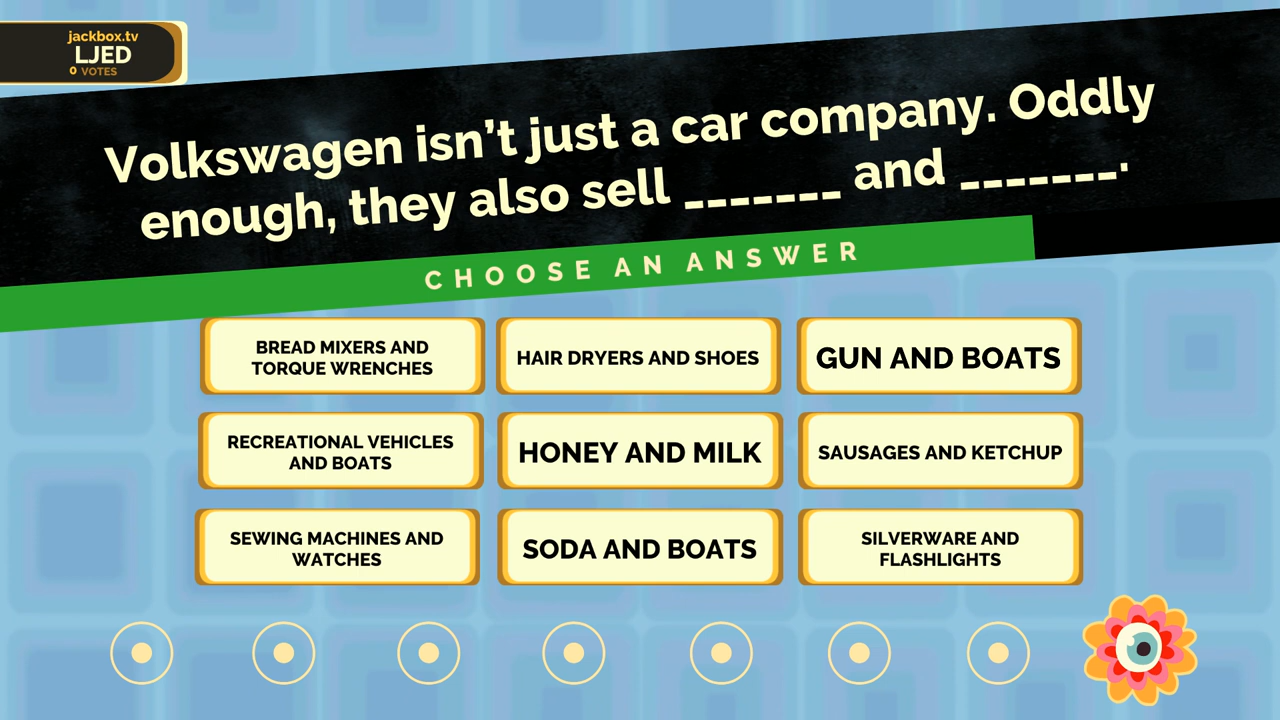 jackbox.tv
LJED
0 VOTES
Volkswagen isn't just a car company. Oddly
enough, they also sell _______ and _______.
CHOOSE AN ANSWER
BREAD MIXERS AND
TORQUE WRENCHES
HAIR DRYERS AND SHOES
GUN AND BOATS
RECREATIONAL VEHICLES
AND BOATS
HONEY AND MILK
SAUSAGES AND KETCHUP
SEWING MACHINES AND
WATCHES
SODA AND BOATS
SILVERWARE AND
FLASHLIGHTS